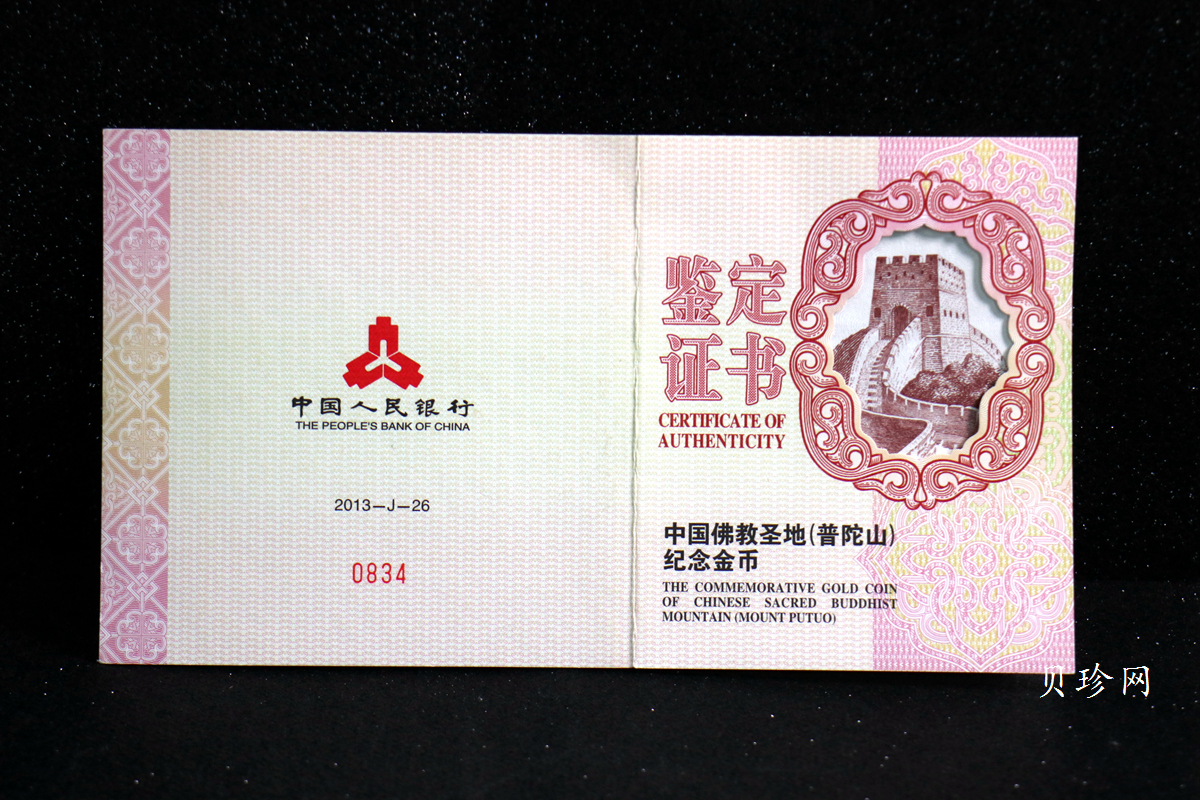 中国人民银行
THE PEOPLE'S BANK OF CHINA
2013-J-26
0834
鉴定
证书
CERTIFICATE OF
AUTHENTICITY
中国佛教圣地(普陀山)
纪念金币
THE COMMEMORATIVE GOLD COIN
OF CHINESE SACRED BUDDHIST
MOUNTAIN (MOUNT PUTUO)
贝珍网